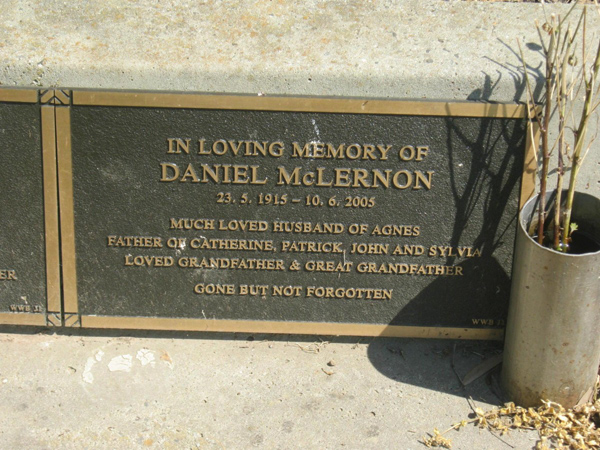 IN LOVING MEMORY OF
DANIEL McLERNON
23. 5. 1915 – 10. 6. 2005
MUCH LOVED HUSBAND OF AGNES
FATHER OF CATHERINE, PATRICK, JOHN AND SYLVIA
LOVED GRANDFATHER & GREAT GRANDFATHER
GONE BUT NOT FORGOTTEN